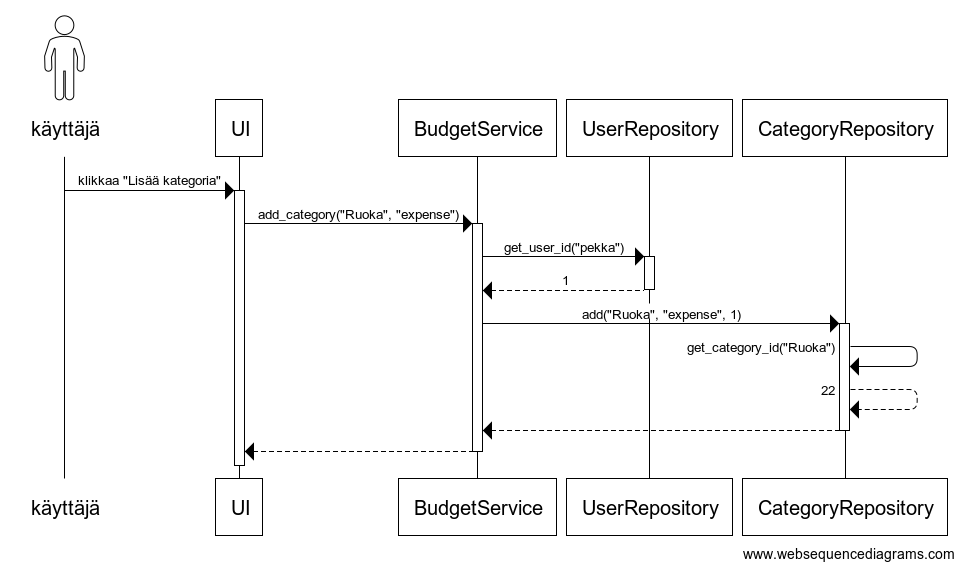 käyttäjä
UI
BudgetService
UserRepository
CategoryRepository
klikkaa "Lisää kategoria"
add_category("Ruoka", "expense")
get_user_id("pekka")
1
add("Ruoka", "expense", 1)
get_category_id("Ruoka")
22
käyttäjä
UI
BudgetService
UserRepository
CategoryRepository
www.websequencediagrams.com